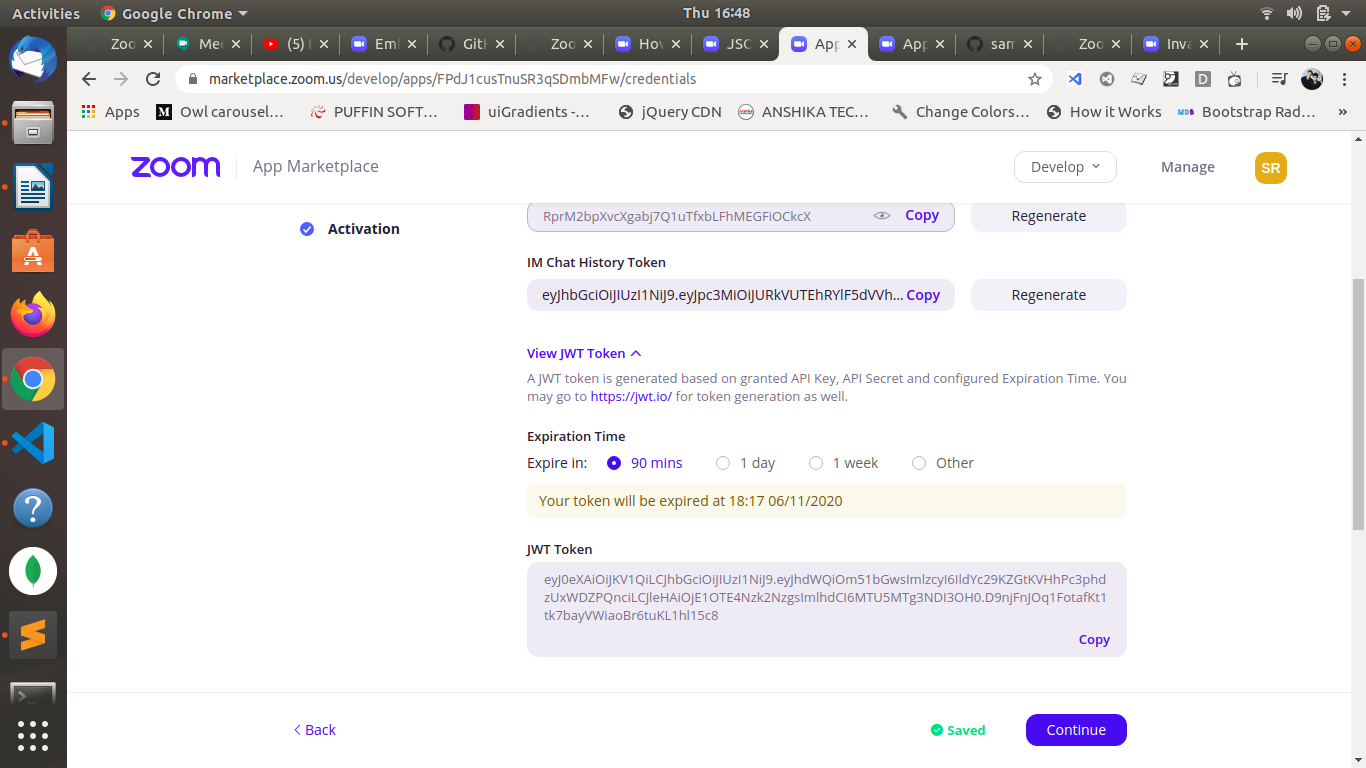 Activities
Google Chrome
Thu 16:48
Zoo
Mee
(5)
Emb
Gith
Zoo
Hov
JSC
App
App
sam
Zoo
Inva
marketplace.zoom.us/develop/apps/FPdJ1cusTnuSR3qSDmbMFw/credentials
Apps
Owl carousel...
PUFFIN SOFT...
uiGradients -...
jQuery CDN
ANSHIKA TEC...
Change Colors...
How it Works
Bootstrap Rad...
»
zoom
App Marketplace
Develop
Manage
SR
Activation
RprM2bpXvcXgabj7Q1uTfxbLFhMEGFiOCkcX
Copy
Regenerate
IM Chat History Token
eyJhbGciOiJIUzI1NiJ9.eyJpc3MiOiJURkVUTEhRYlF5dVVh...
Copy
Regenerate
View JWT Token
A JWT token is generated based on granted API Key, API Secret and configured Expiration Time. You
may go to https://jwt.io/ for token generation as well.
Expiration Time
Expire in:
90 mins
1 day
1 week
Other
Your token will be expired at 18:17 06/11/2020
JWT Token
eyJ0eXAiOiJKV1QiLCJhbGciOiJIUzI1NiJ9.eyJhdWQiOm51bGwsImlzcyI6IldYc29KZGtKVHhPc3phd
zUxWDZPQnciLCJleHAiOjE1OTE4Nzk2NzgsImlhdCI6MTU5MTg3NDI3OH0.D9njFnJOq1FotafKt1
tk7bayVWiaoBr6tuKL1hl15c8
Copy
Back
Saved
Continue